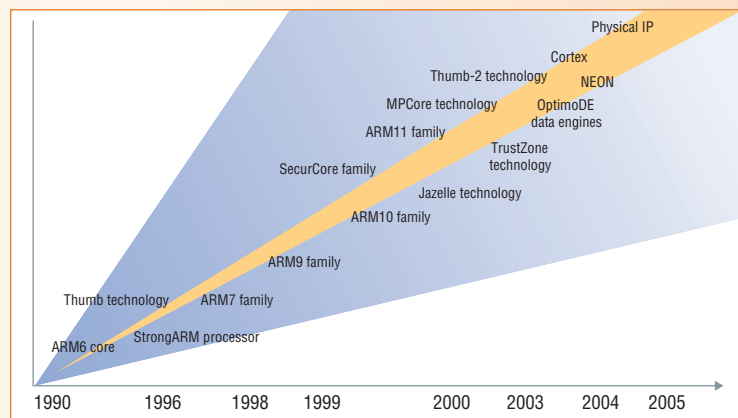 Physical IP
Cortex
Thumb-2 technology
NEON
MPCore technology
OptimoDE
data engines
ARM11 family
TrustZone
technology
SecurCore family
Jazelle technology
ARM10 family
ARM9 family
Thumb technology
ARM7 family
StrongARM processor
ARM6 core
1990 1996 1998 1999 2000 2003 2004 2005